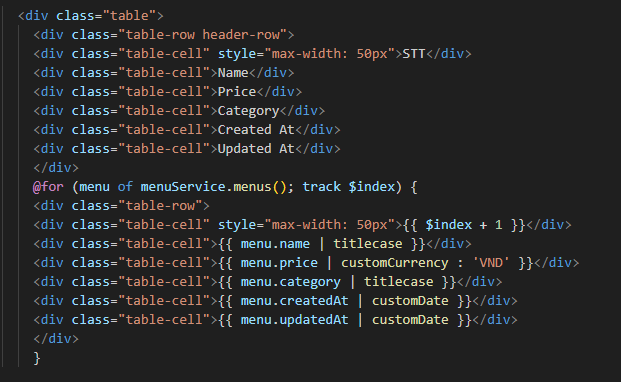 <div class="table">
<div class="table-row header-row">
<div class="table-cell" style="max-width: 50px">STT</div>
<div class="table-cell">Name</div>
<div class="table-cell">Price</div>
<div class="table-cell">Category</div>
<div class="table-cell">Created At</div>
<div class="table-cell">Updated At</div>
</div>
@for (menu of menuService.menus(); track $index) {
<div class="table-row">
<div class="table-cell" style="max-width: 50px">{{ $index + 1 }}</div>
<div class="table-cell">{{ menu.name | titlecase }}</div>
<div class="table-cell">{{ menu.price | customCurrency : 'VND' }}</div>
<div class="table-cell">{{ menu.category | titlecase }}</div>
<div class="table-cell">{{ menu.createdAt | customDate }}</div>
<div class="table-cell">{{ menu.updatedAt | customDate }}</div>
</div>
}